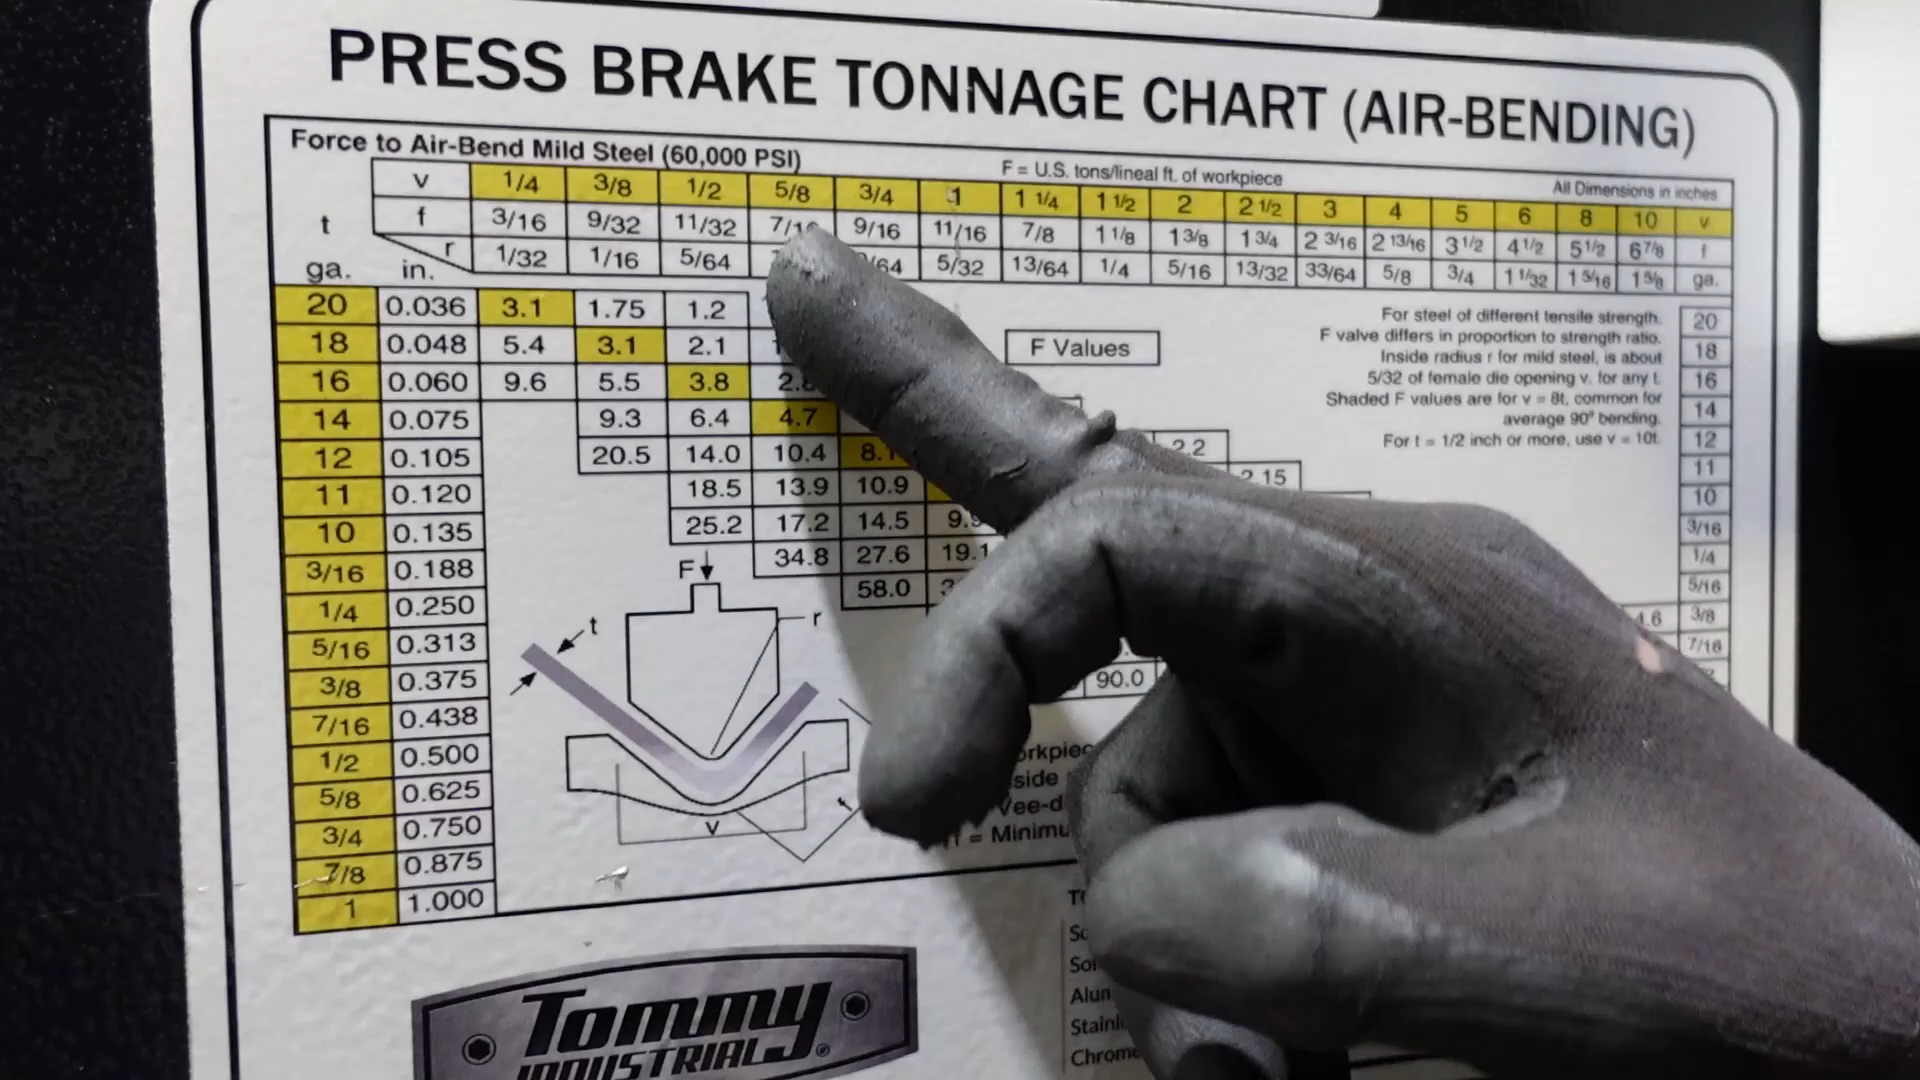 PRESS BRAKE TONNAGE CHART (AIR-BENDING)
Force to Air-Bend Mild Steel (60,000 PSI)
F = U.S. tons/lineal ft. of workpiece
All Dimensions in inches
v 1/4 3/8 1/2 5/8 3/4 1 1 1/4 1 1/2 2 2 1/2 3 4 5 6 8 10 v
t f 3/16 9/32 11/32 7/16 9/16 11/16 7/8 1 1/8 1 3/8 1 3/4 2 3/16 2 13/16 3 1/2 4 1/2 5 1/2 6 7/8 f
ga. in. r 1/32 1/16 5/64 5/32 13/64 1/4 5/16 13/32 33/64 5/8 3/4 1 1/32 1 5/16 1 5/8 ga.
20 0.036 3.1 1.75 1.2
18 0.048 5.4 3.1 2.1
16 0.060 9.6 5.5 3.8
14 0.075 9.3 6.4 4.7
12 0.105 20.5 14.0 10.4 2.2
11 0.120 18.5 13.9 10.9 2.15
10 0.135 25.2 17.2 14.5
3/16 0.188 34.8 27.6 19.1
1/4 0.250 58.0
5/16 0.313
3/8 0.375
7/16 0.438 90.0
1/2 0.500
5/8 0.625
3/4 0.750
7/8 0.875
1 1.000
F Values
For steel of different tensile strength.
F valve differs in proportion to strength ratio.
Inside radius r for mild steel, is about
5/32 of female die opening v. for any t.
Shaded F values are for v = 8t, common for
average 90° bending.
For t = 1/2 inch or more, use v = 10t.
20
18
16
14
12
11
10
3/16
1/4
5/16
3/8
7/16
F
t
r
v
= Minimu
Tommy
INDUSTRIAL®